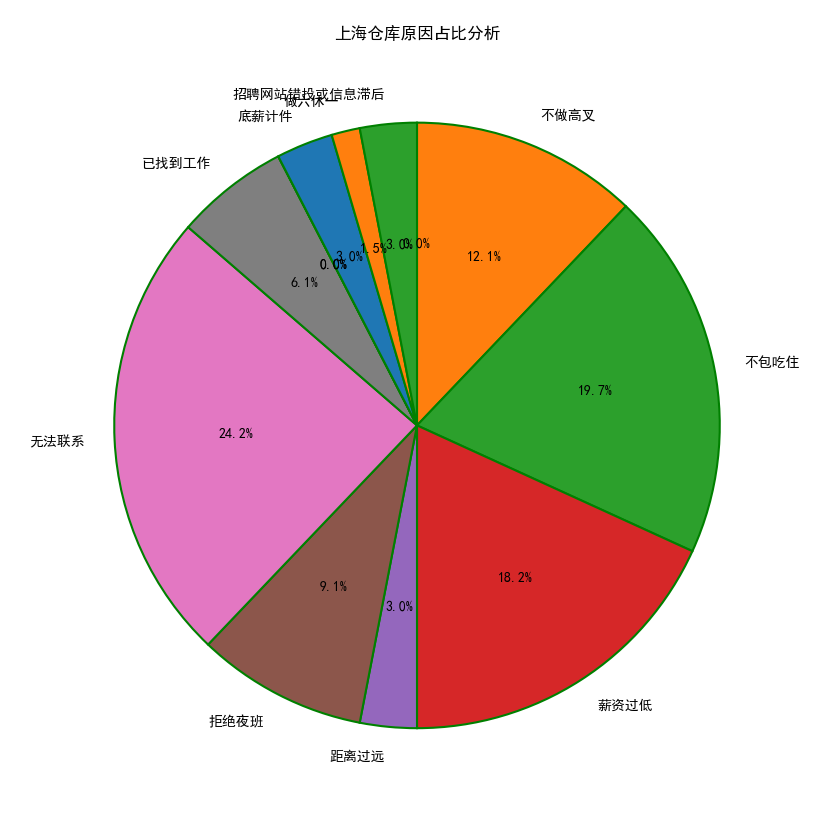 上海仓库原因占比分析
招聘网站错投或信息滞后
做六休一
底薪计件
不做高叉
已找到工作
3.0%
0.0%
1.5%
3.0%
12.1%
0.0%
0.0%
6.1%
不包吃住
19.7%
24.2%
无法联系
18.2%
9.1%
3.0%
薪资过低
拒绝夜班
距离过远